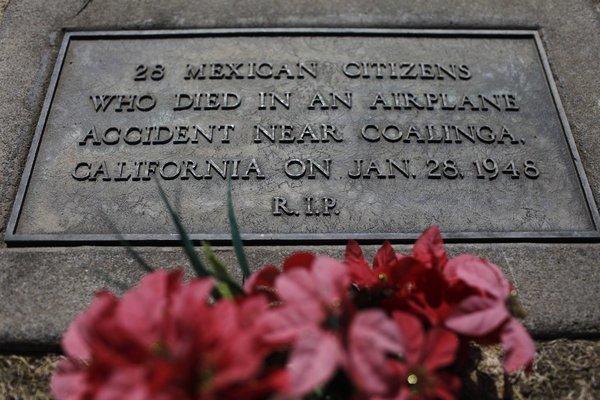 28 MEXICAN CITIZENS
WHO DIED IN AN AIRPLANE
ACCIDENT NEAR COALINGA,
CALIFORNIA ON JAN. 28. 1948
R.I.P.